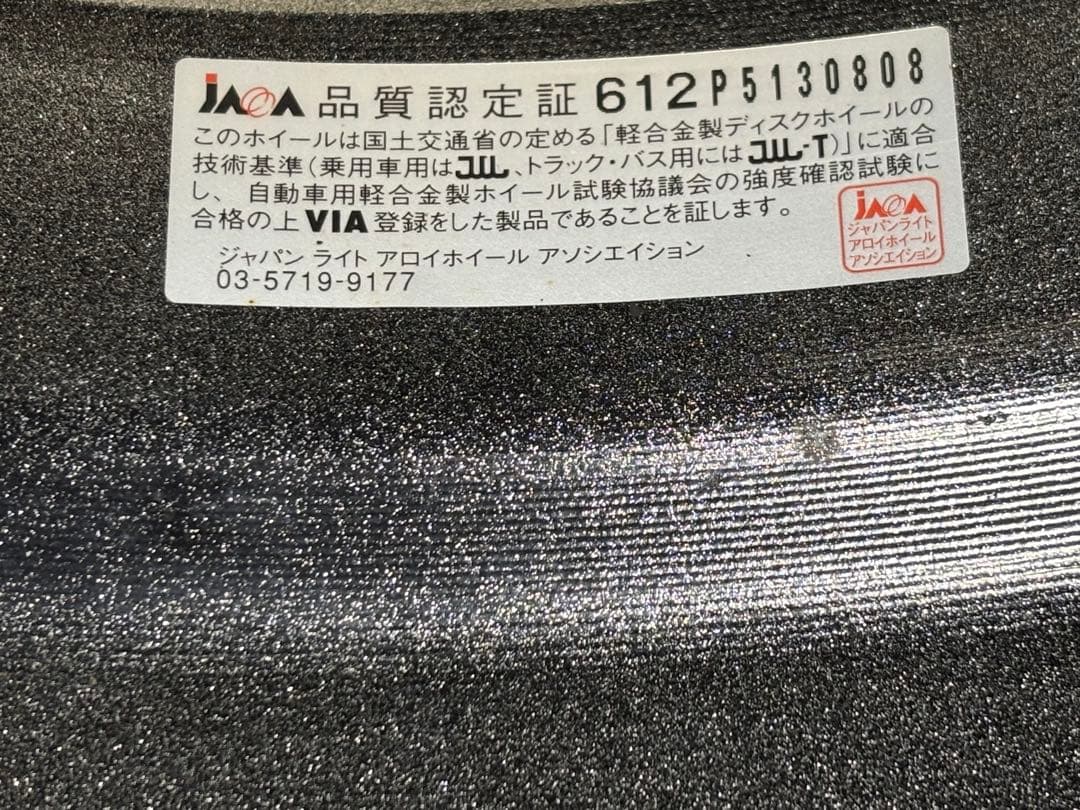 JAWA 品質認定証 612P5130808
このホイールは国土交通省の定める「軽合金製ディスクホイールの
技術基準(乗用車用はJWL、トラック・バス用にはJWL-T)」に適合
し、自動車用軽合金製ホイール試験協議会の強度確認試験に
合格の上VIA登録をした製品であることを証します。
ジャパン ライト アロイホイール アソシエイション
03-5719-9177
JAWA
ジャパンライト
アロイホイール
アソシエイション